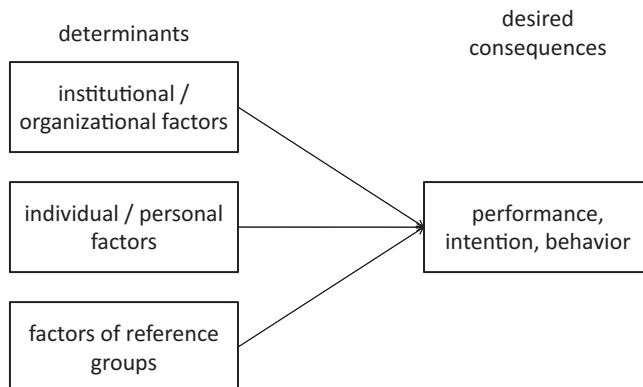 determinants
desired
consequences
institutional /
organizational factors
individual / personal
factors
performance,
intention, behavior
factors of reference
groups